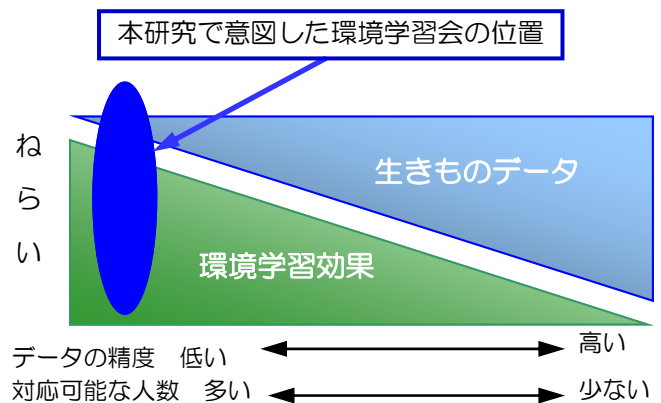 本研究で意図した環境学習会の位置
ねらい
生きものデータ
環境学習効果
データの精度　低い
高い
対応可能な人数　多い
少ない